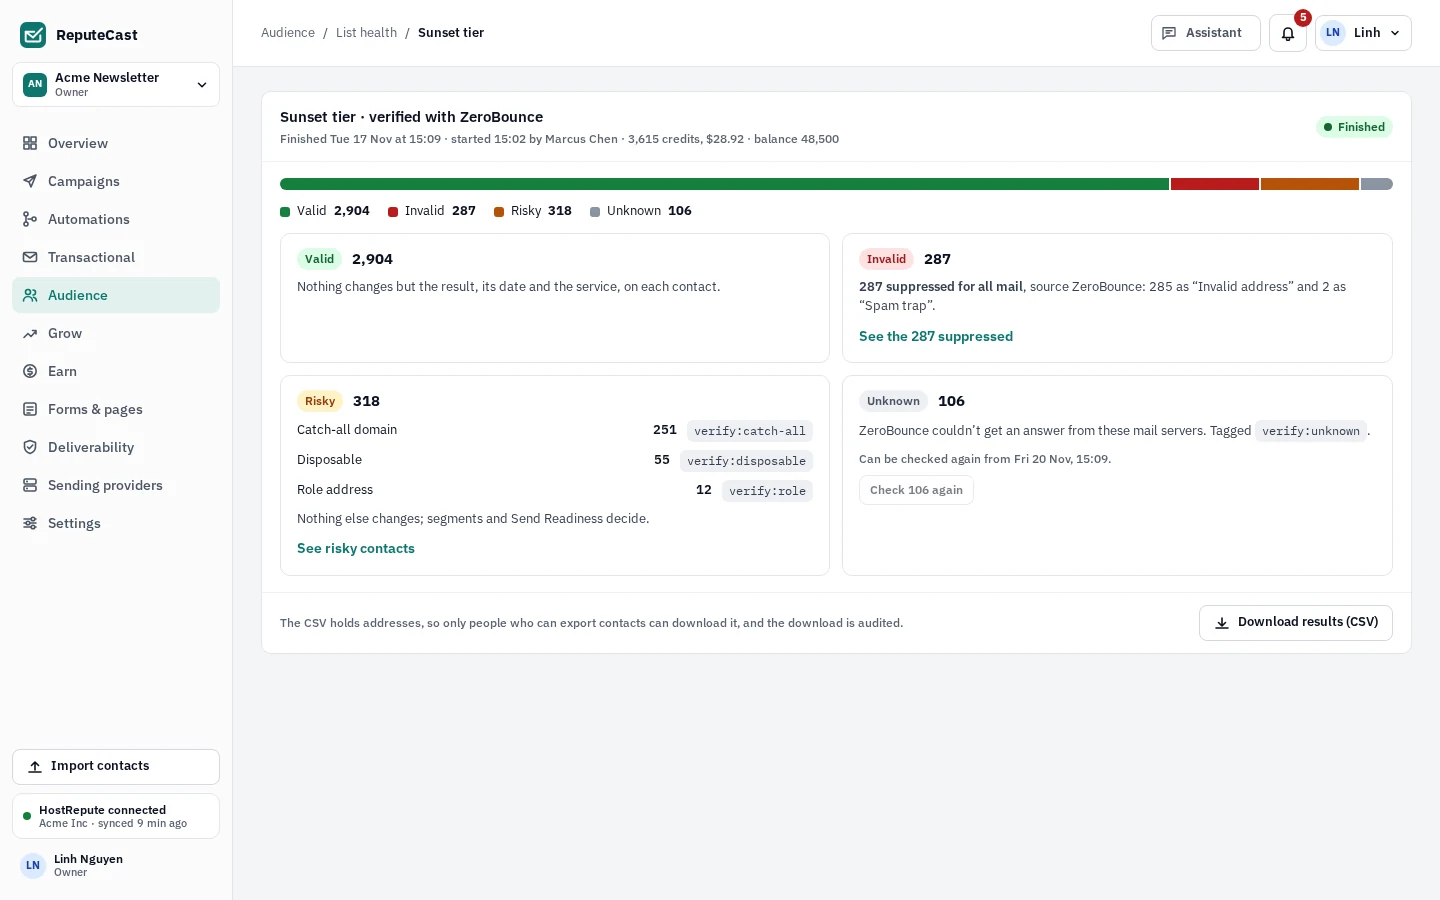 ReputeCast
AN
Acme Newsletter
Owner
Overview
Campaigns
Automations
Transactional
Audience
Grow
Earn
Forms & pages
Deliverability
Sending providers
Settings
Import contacts
HostRepute connected
Acme Inc · synced 9 min ago
LN
Linh Nguyen
Owner
Audience / List health / Sunset tier
Assistant
5
LN Linh
Sunset tier · verified with ZeroBounce
Finished Tue 17 Nov at 15:09 · started 15:02 by Marcus Chen · 3,615 credits, $28.92 · balance 48,500
Finished
Valid 2,904 Invalid 287 Risky 318 Unknown 106
Valid 2,904
Nothing changes but the result, its date and the service, on each contact.
Invalid 287
287 suppressed for all mail, source ZeroBounce: 285 as “Invalid address” and 2 as
“Spam trap”.
See the 287 suppressed
Risky 318
Catch-all domain 251 verify:catch-all
Disposable 55 verify:disposable
Role address 12 verify:role
Nothing else changes; segments and Send Readiness decide.
See risky contacts
Unknown 106
ZeroBounce couldn’t get an answer from these mail servers. Tagged verify:unknown.
Can be checked again from Fri 20 Nov, 15:09.
Check 106 again
The CSV holds addresses, so only people who can export contacts can download it, and the download is audited.
Download results (CSV)